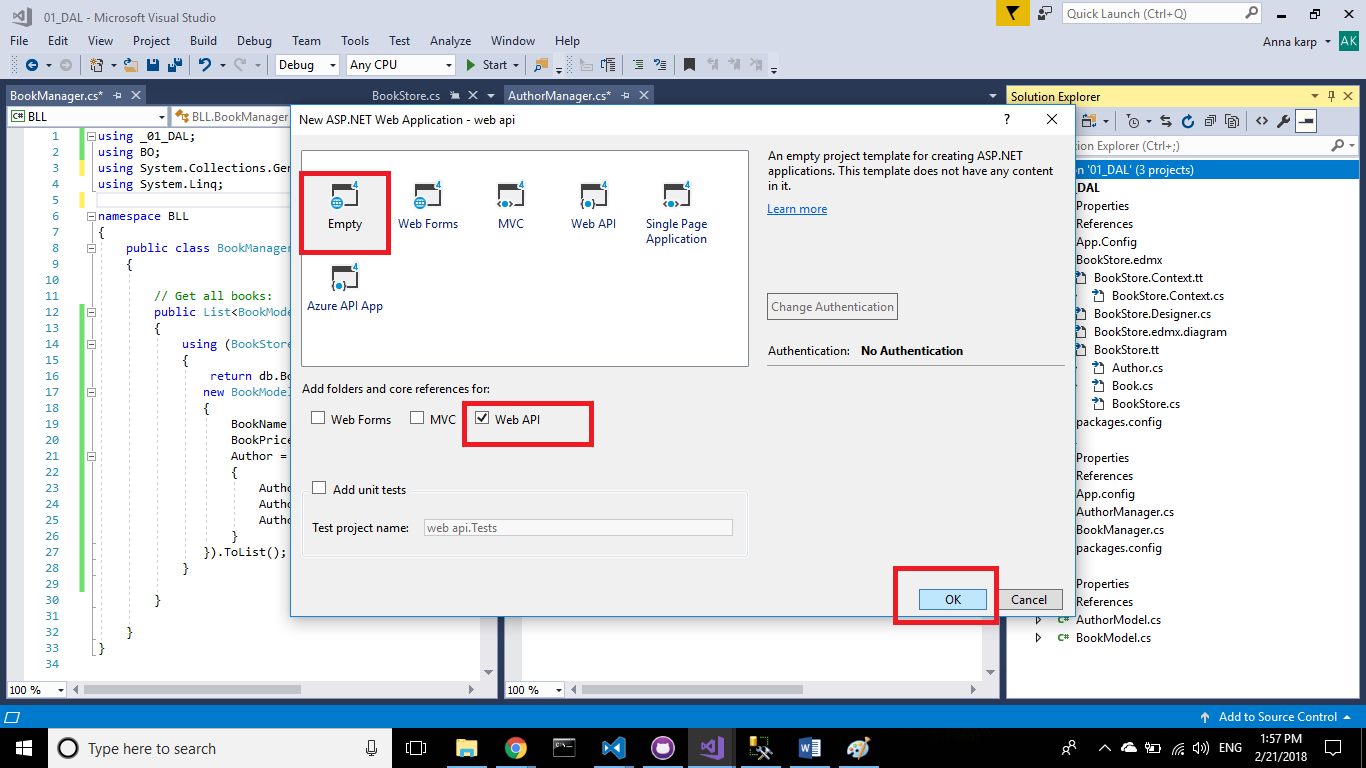 01_DAL - Microsoft Visual Studio
Quick Launch (Ctrl+Q)
File Edit View Project Build Debug Team Tools Test Analyze Window Help
Anna karp AK
Debug Any CPU Start
BookManager.cs* BookStore.cs AuthorManager.cs*
BLL BLL.BookManager
1 using _01_DAL;
2 using BO;
3 using System.Collections.Ger
4 using System.Linq;
5
6 namespace BLL
7 {
8 public class BookManager
9 {
10
11 // Get all books:
12 public List<BookMode
13 {
14 using (BookStore
15 {
16 return db.Bo
17 new BookModel
18 {
19 BookName
20 BookPrice
21 Author =
22 {
23 Autho
24 Autho
25 Autho
26 }
27 }).ToList();
28 }
29
30 }
31
32 }
33 }
34
100 %
100 %
New ASP.NET Web Application - web api
?
Empty
Web Forms
MVC
Web API
Single Page
Application
Azure API App
An empty project template for creating ASP.NET
applications. This template does not have any content
in it.
Learn more
Change Authentication
Authentication: No Authentication
Add folders and core references for:
Web Forms MVC Web API
Add unit tests
Test project name: web api.Tests
OK Cancel
Solution Explorer
tion Explorer (Ctrl+;)
on '01_DAL' (3 projects)
_DAL
Properties
References
App.Config
BookStore.edmx
BookStore.Context.tt
BookStore.Context.cs
BookStore.Designer.cs
BookStore.edmx.diagram
BookStore.tt
Author.cs
Book.cs
BookStore.cs
packages.config
Properties
References
App.config
AuthorManager.cs
BookManager.cs
packages.config
Properties
References
C# AuthorModel.cs
C# BookModel.cs
Add to Source Control
Type here to search
ENG
1:57 PM
2/21/2018